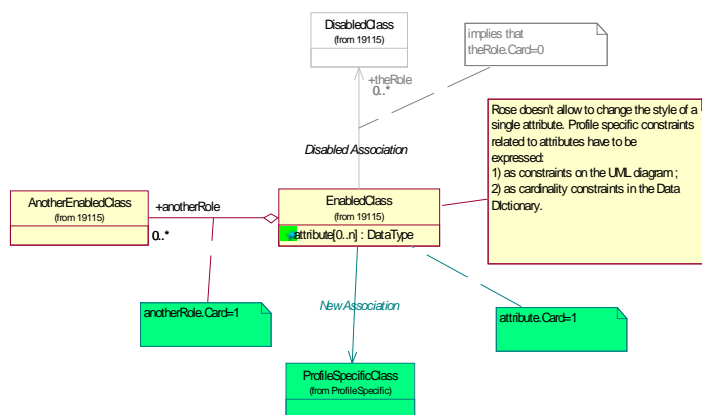 DisabledClass
(from 19115)
implies that
theRole.Card=0
+theRole
0..*
Rose doesn't allow to change the style of a
single attribute. Profile specific constraints
related to attributes have to be
expressed:
1) as constraints on the UML diagram ;
2) as cardinality constraints in the Data
DIctionary.
Disabled Association
AnotherEnabledClass
(from 19115)
+anotherRole
0..*
EnabledClass
(from 19115)
attribute[0..n] : DataType
New Association
anotherRole.Card=1
attribute.Card=1
ProfileSpecificClass
(from ProfileSpecific)